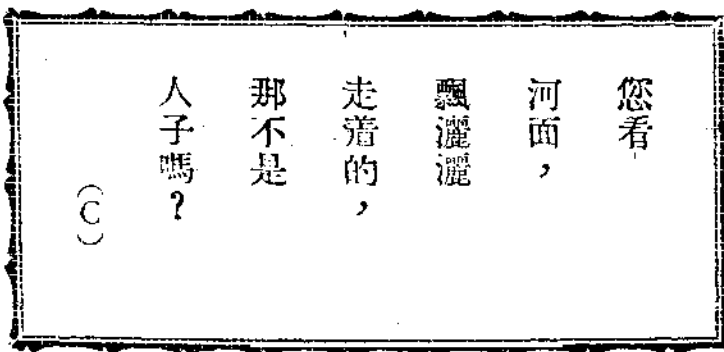 您看
河面，
飄灑灑
走着的，
那不是
人子嗎？
（C）